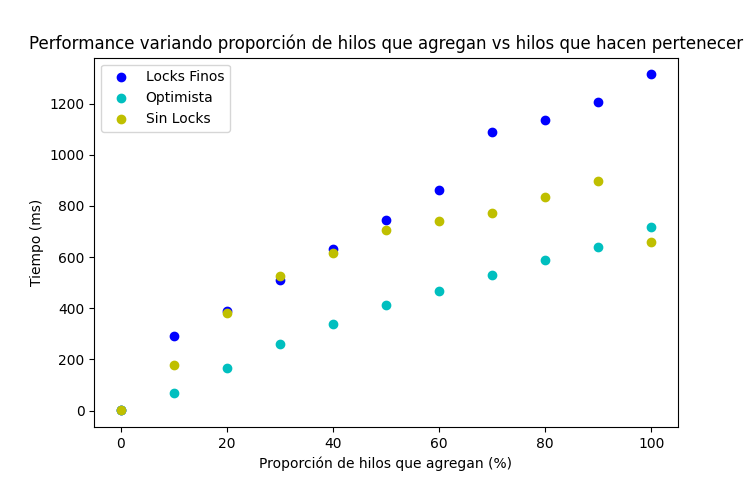 Performance variando proporción de hilos que agregan vs hilos que hacen pertenecer
Locks Finos
Optimista
Sin Locks
1200
1000
800
600
400
200
0
Tiempo (ms)
0 20 40 60 80 100
Proporción de hilos que agregan (%)